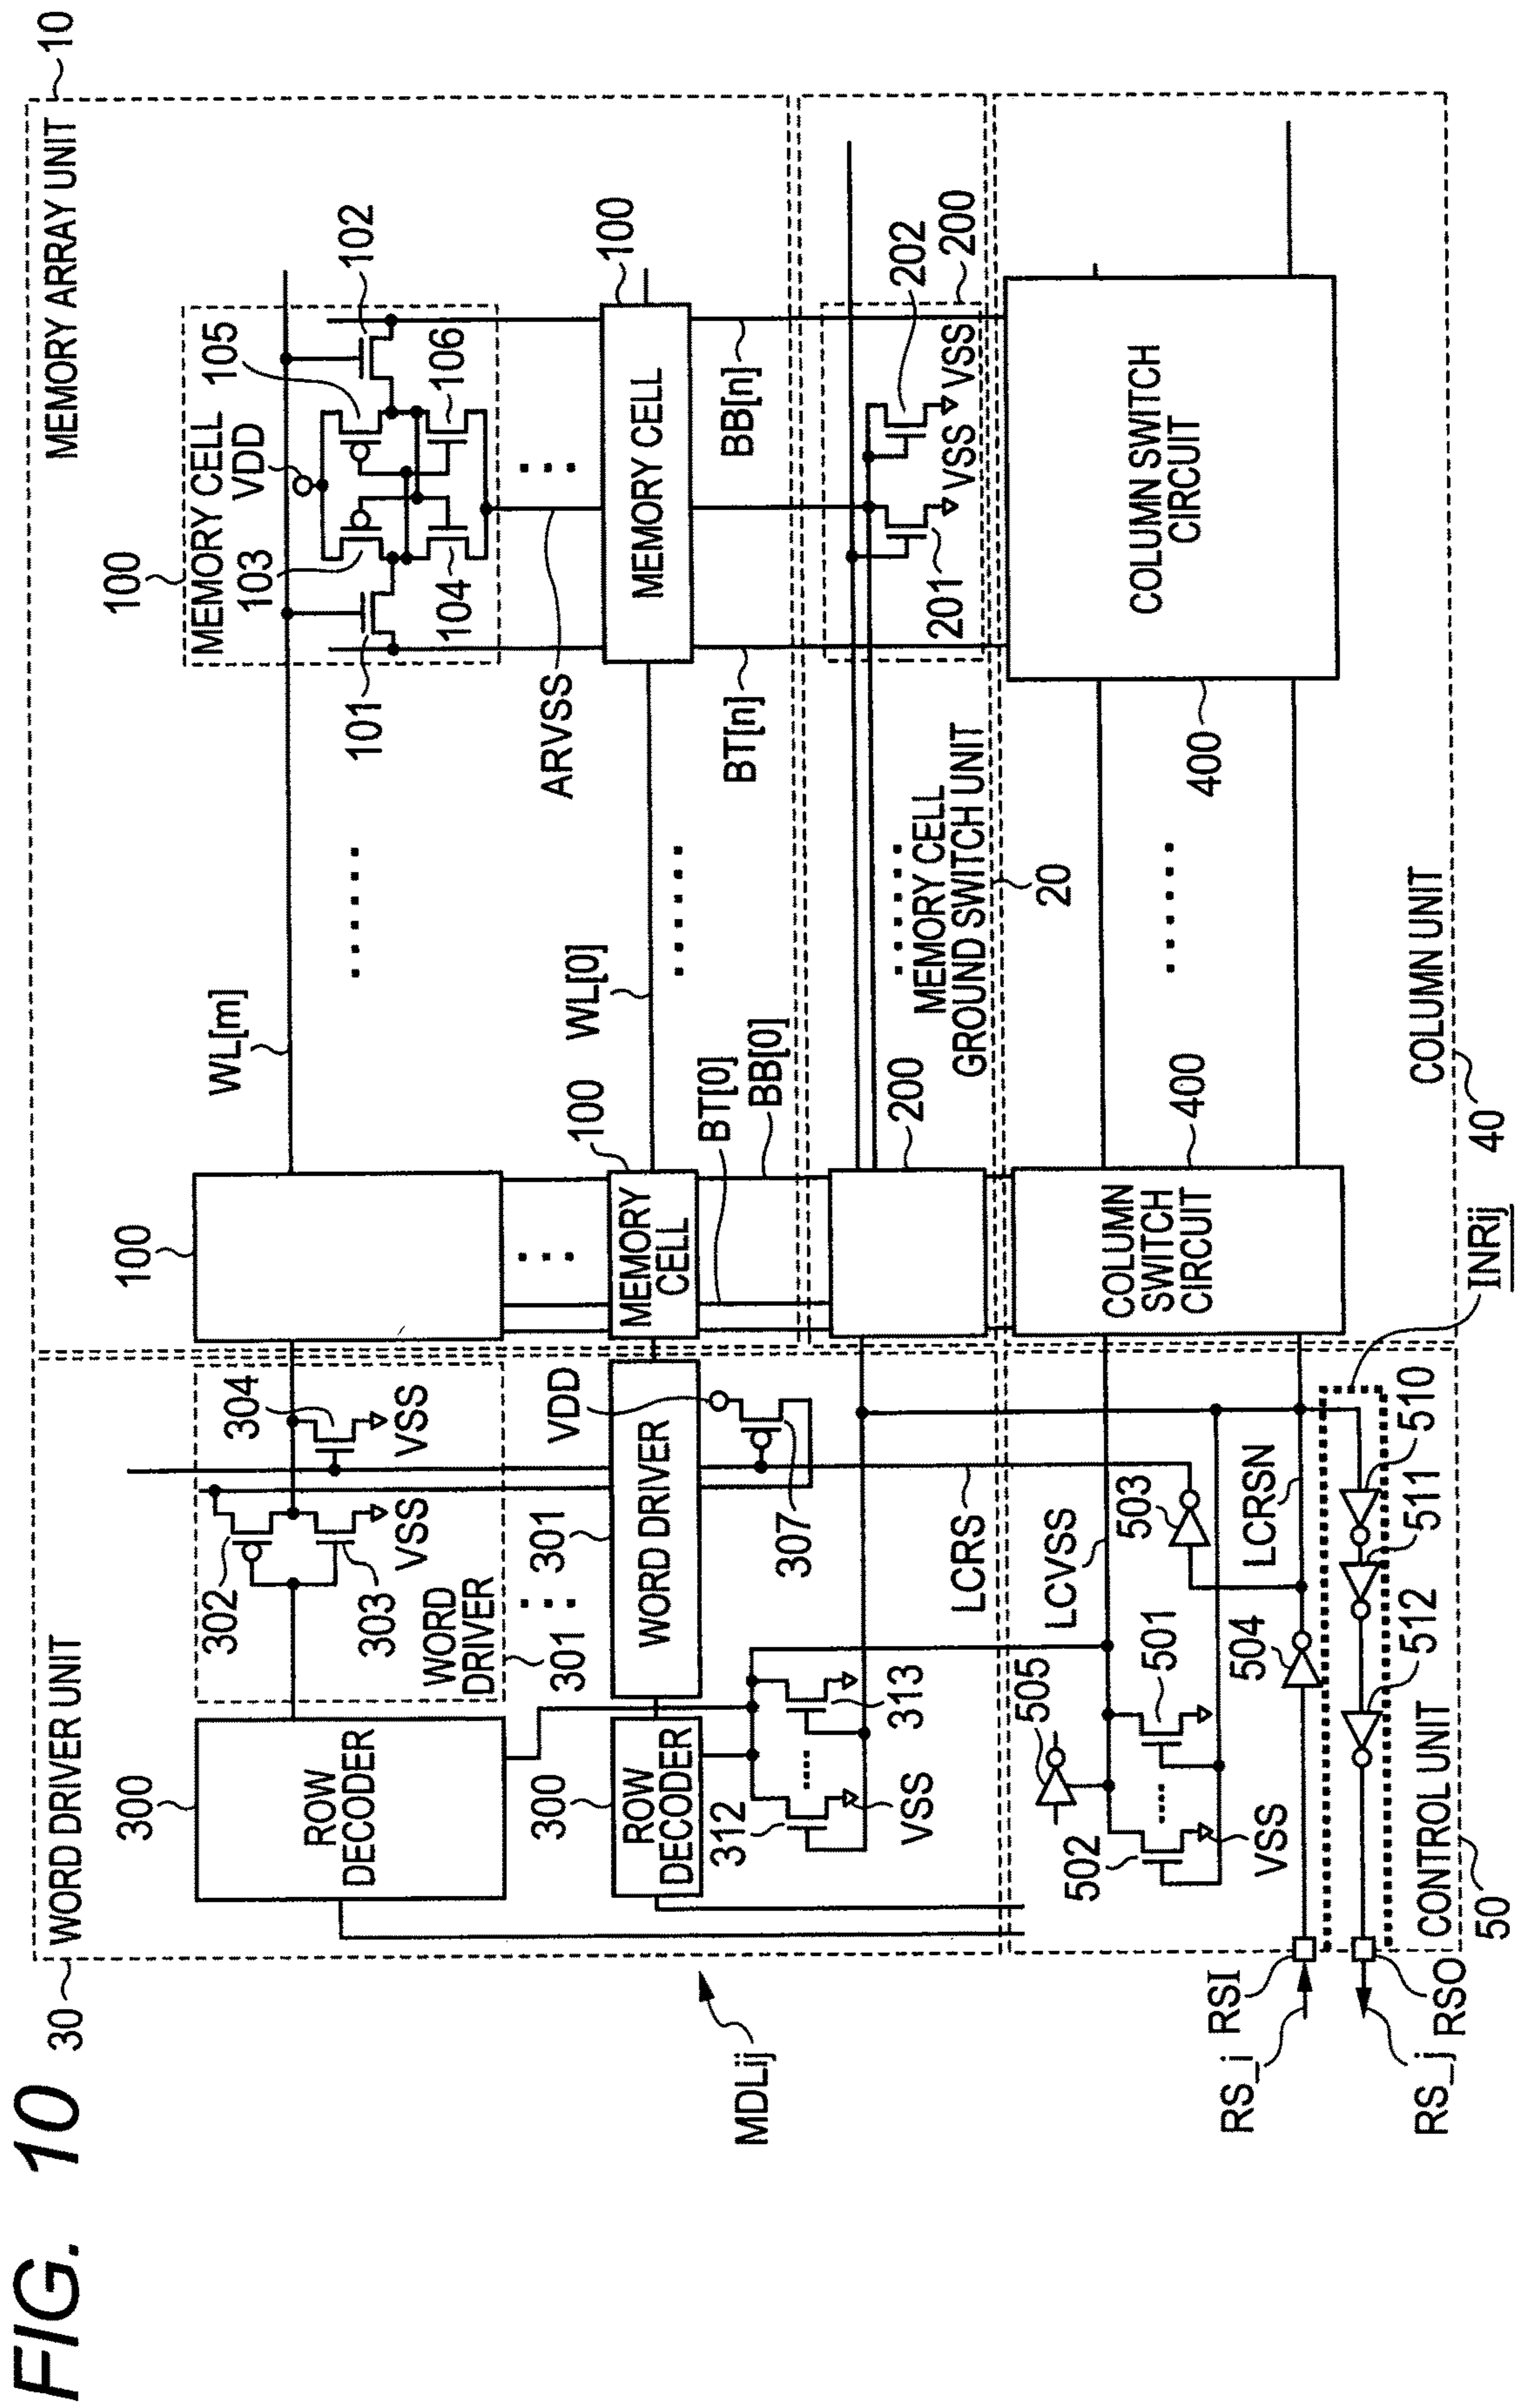 FIG. 10
30
WORD DRIVER UNIT
MEMORY ARRAY UNIT
10
300
ROW
DECODER
302
303
304
VSS
VSS
WORD
DRIVER
301
100
WL[m]
100
MEMORY CELL
VDD
101
102
103
104
105
106
ARVSS
300
ROW
DECODER
301
WORD DRIVER
VDD
307
100
MEMORY
CELL
WL[0]
MEMORY CELL
100
BT[0]
BB[0]
BT[n]
BB[n]
MDLij
312
313
VSS
LCRS
200
MEMORY CELL
GROUND SWITCH UNIT
20
201
202
VSS
VSS
200
505
LCVSS
502
501
503
VSS
504
LCRSN
COLUMN
SWITCH
CIRCUIT
400
400
COLUMN SWITCH
CIRCUIT
COLUMN UNIT
40
RS_i
RSI
RS_j
RSO
512
511
510
INRij
CONTROL UNIT
50